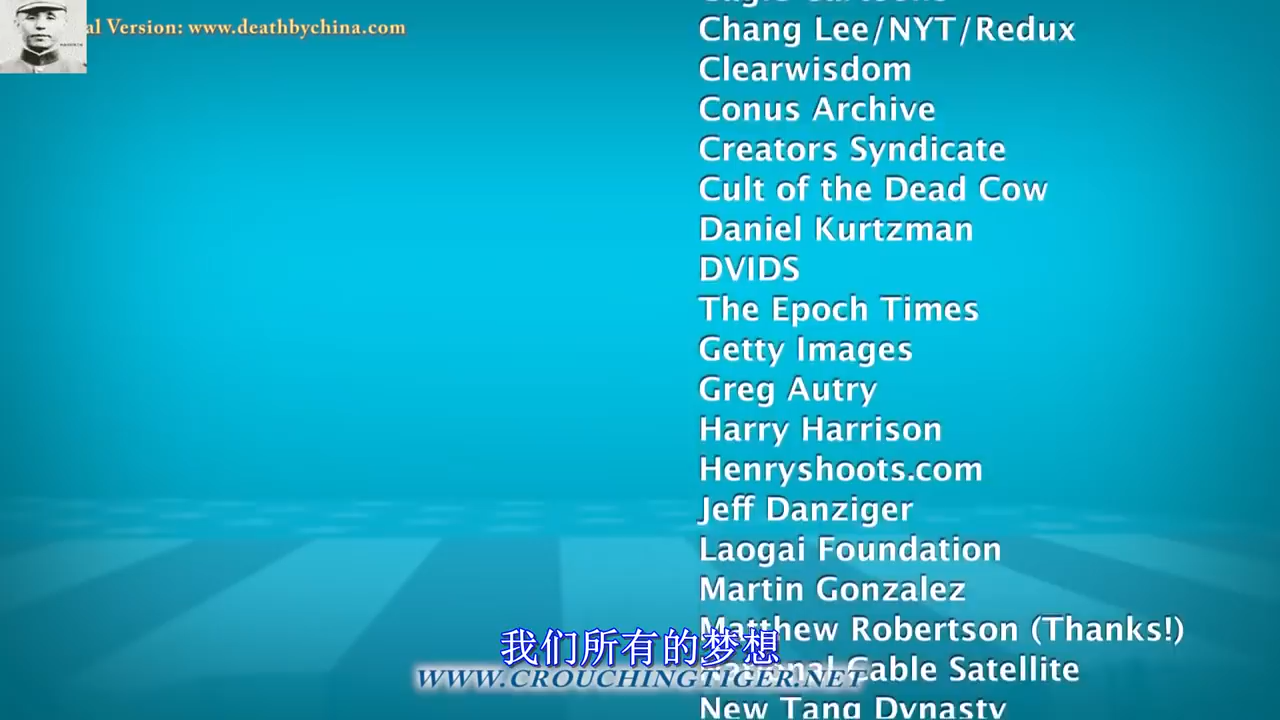 al Version: www.deathbychina.com
Chang Lee/NYT/Redux
Clearwisdom
Conus Archive
Creators Syndicate
Cult of the Dead Cow
Daniel Kurtzman
DVIDS
The Epoch Times
Getty Images
Greg Autry
Harry Harrison
Henryshoots.com
Jeff Danziger
Laogai Foundation
Martin Gonzalez
Matthew Robertson (Thanks!)
我们所有的梦想
National Cable Satellite
WWW.CROUCHINGTIGER.NET
New Tang Dynasty